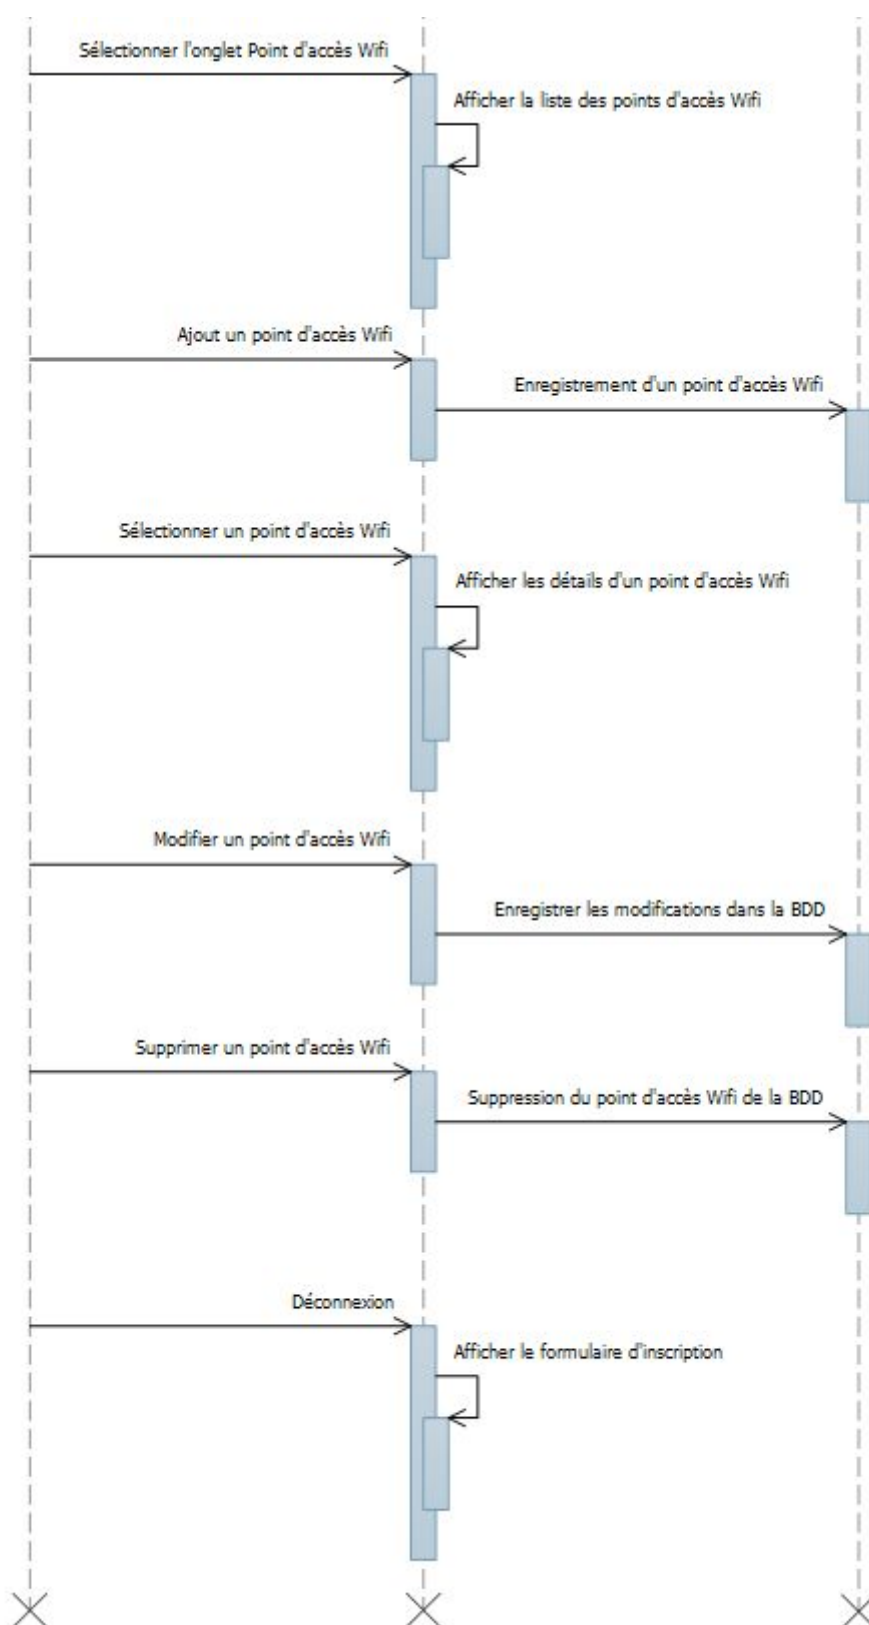 Sélectionner l'onglet Point d'accès Wifi
Afficher la liste des points d'accès Wifi
Ajout un point d'accès Wifi
Enregistrement d'un point d'accès Wifi
Sélectionner un point d'accès Wifi
Afficher les détails d'un point d'accès Wifi
Modifier un point d'accès Wifi
Enregistrer les modifications dans la BDD
Supprimer un point d'accès Wifi
Suppression du point d'accès Wifi de la BDD
Déconnexion
Afficher le formulaire d'inscription